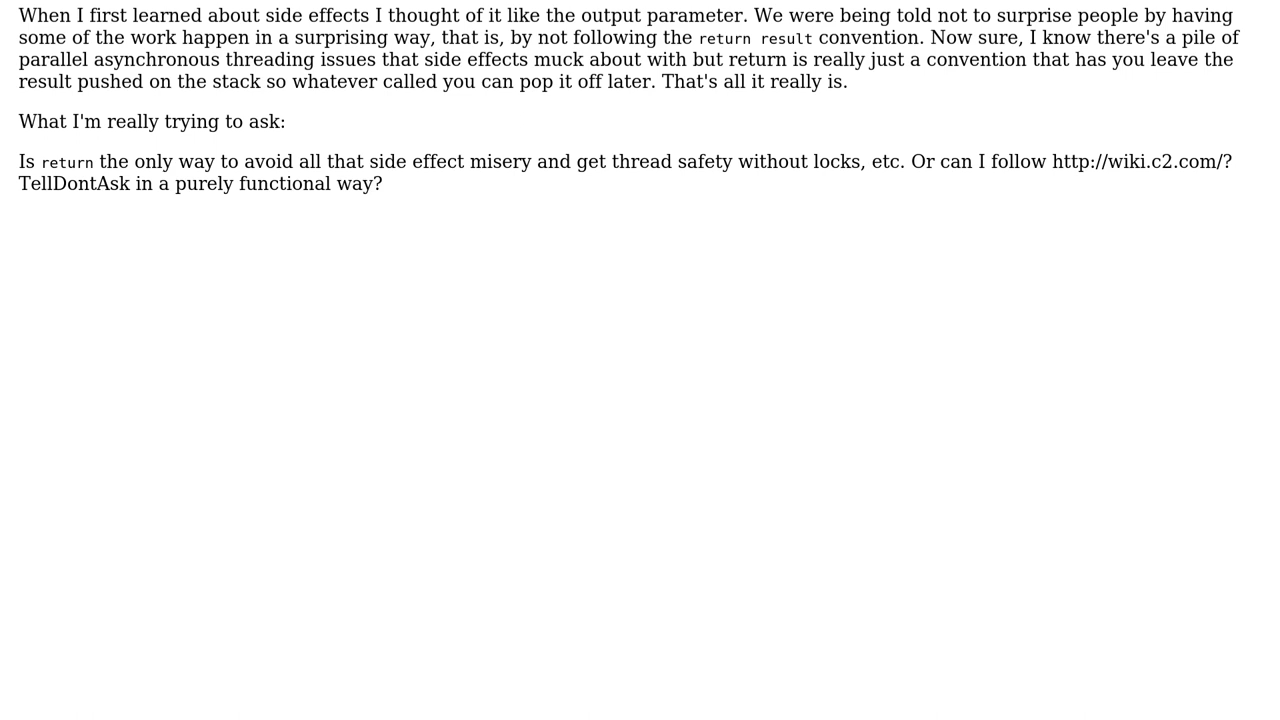 When I first learned about side effects I thought of it like the output parameter. We were being told not to surprise people by having
some of the work happen in a surprising way, that is, by not following the return result convention. Now sure, I know there's a pile of
parallel asynchronous threading issues that side effects muck about with but return is really just a convention that has you leave the
result pushed on the stack so whatever called you can pop it off later. That's all it really is.
What I'm really trying to ask:
Is return the only way to avoid all that side effect misery and get thread safety without locks, etc. Or can I follow http://wiki.c2.com/?
TellDontAsk in a purely functional way?